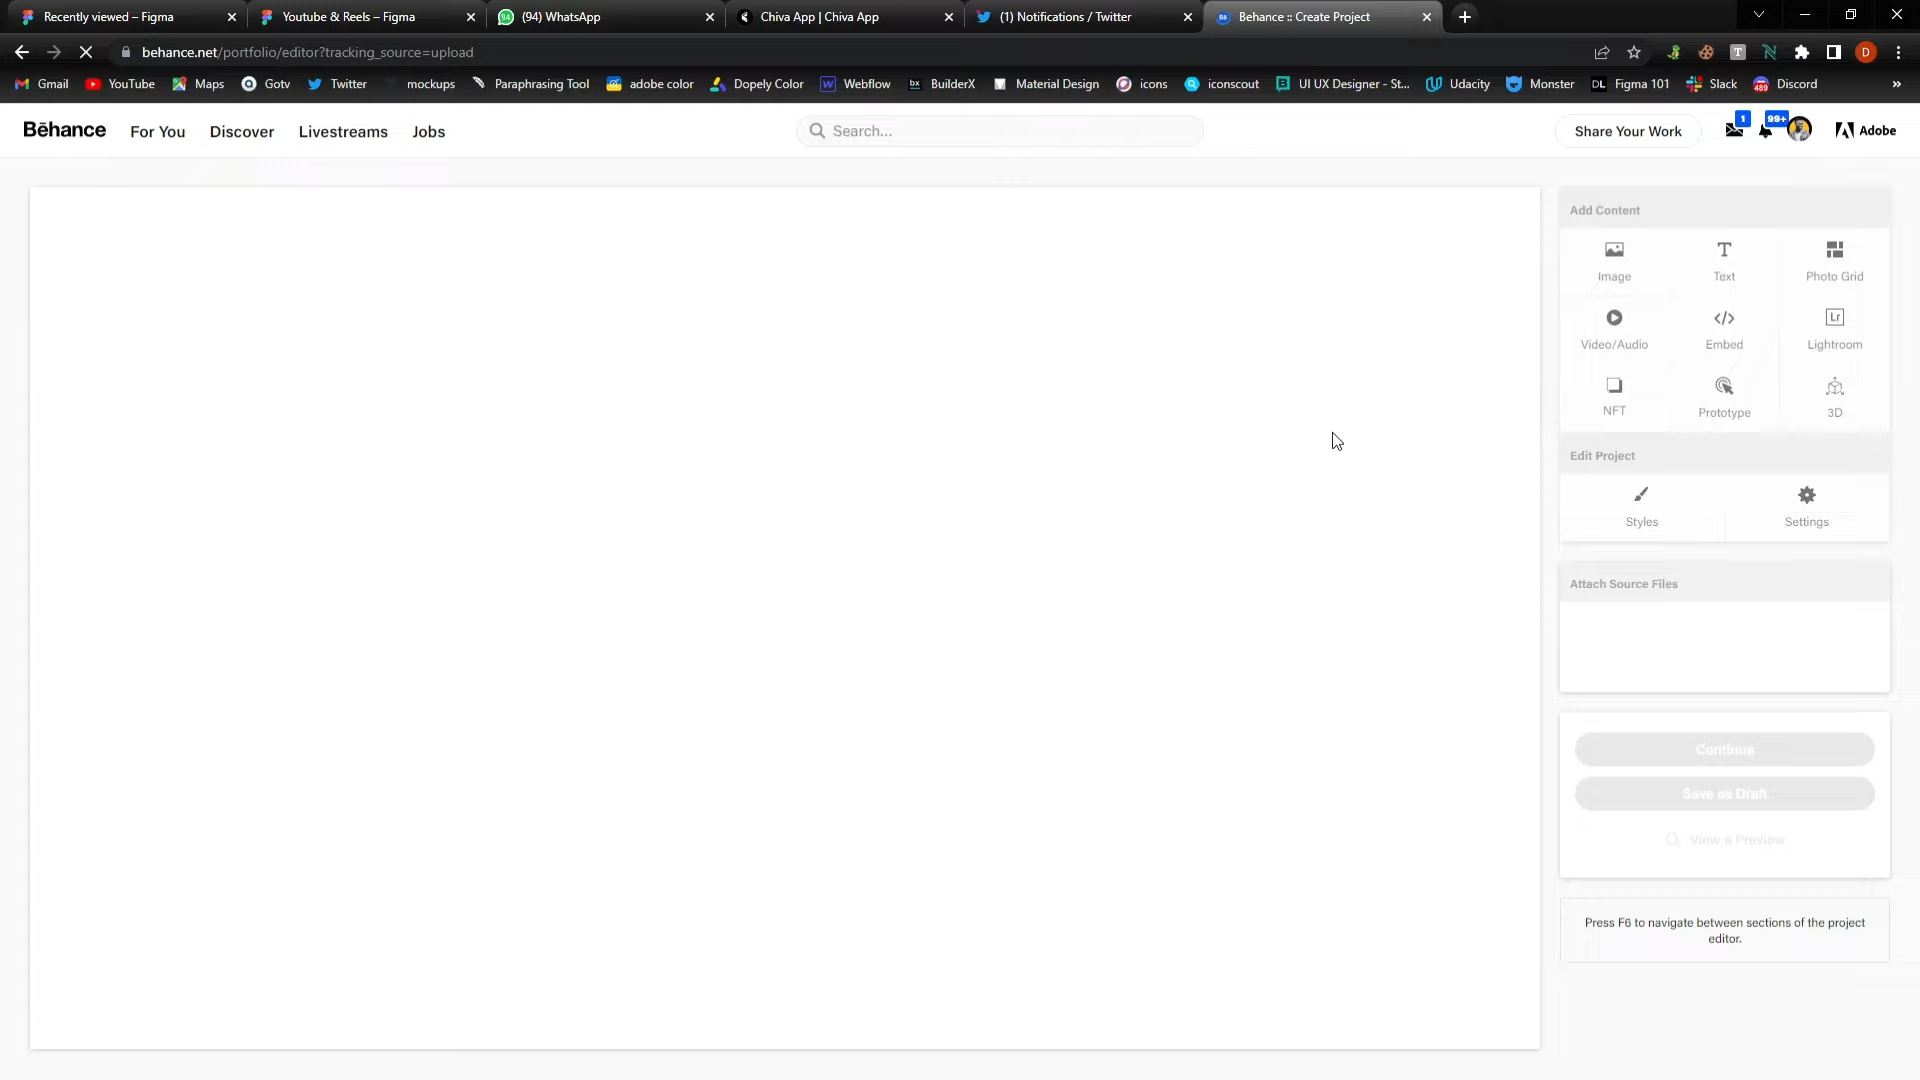 Recently viewed – Figma
Youtube & Reels – Figma
(94) WhatsApp
Chiva App | Chiva App
(1) Notifications / Twitter
Behance :: Create Project
behance.net/portfolio/editor?tracking_source=upload
D
Gmail
YouTube
Maps
Gotv
Twitter
mockups
Paraphrasing Tool
adobe color
Dopely Color
Webflow
BuilderX
Material Design
icons
iconscout
UI UX Designer - St...
Udacity
Monster
DL Figma 101
Slack
489 Discord
»
Bēhance
For You
Discover
Livestreams
Jobs
Search...
Share Your Work
1
99+
Adobe
Add Content
Image
Text
Photo Grid
Video/Audio
Embed
Lr
Lightroom
NFT
Prototype
3D
Edit Project
Styles
Settings
Attach Source Files
Continue
Save as Draft
View a Preview
Press F6 to navigate between sections of the project
editor.